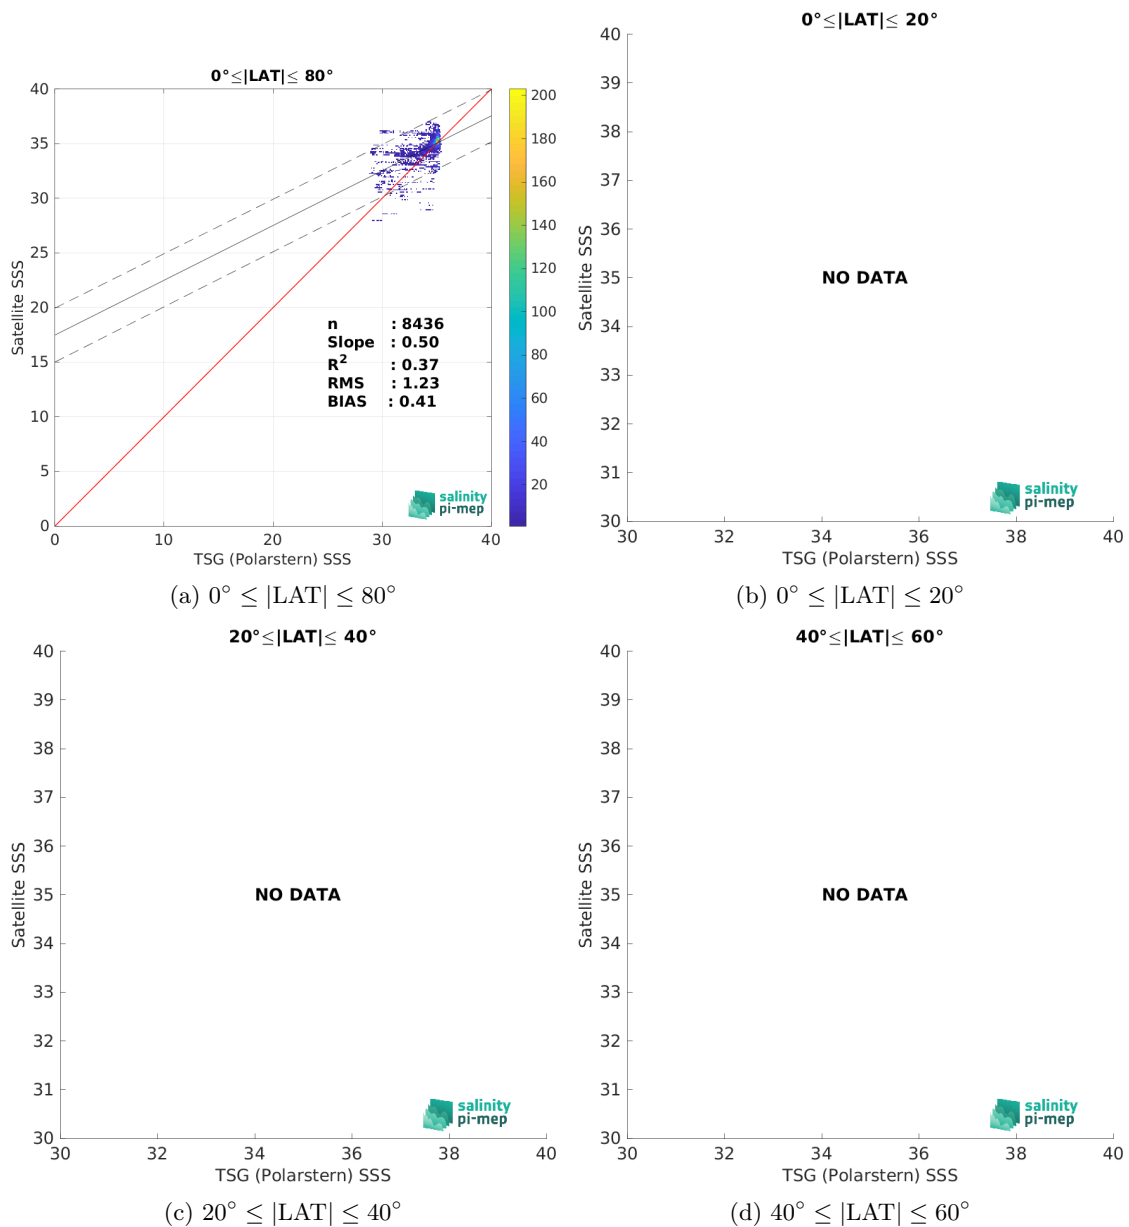 0°≤|LAT|≤ 80°
40
35
30
25
20
15
10
5
0
0
10
20
30
40
Satellite SSS
TSG (Polarstern) SSS
n : 8436
Slope : 0.50
R² : 0.37
RMS : 1.23
BIAS : 0.41
200
180
160
140
120
100
80
60
40
20
salinity
pi-mep
(a) 0° ≤ |LAT| ≤ 80°
0°≤|LAT|≤ 20°
40
39
38
37
36
35
34
33
32
31
30
30
32
34
36
38
40
Satellite SSS
NO DATA
salinity
pi-mep
TSG (Polarstern) SSS
(b) 0° ≤ |LAT| ≤ 20°
20°≤|LAT|≤ 40°
40
39
38
37
36
35
34
33
32
31
30
30
32
34
36
38
40
Satellite SSS
NO DATA
salinity
pi-mep
TSG (Polarstern) SSS
(c) 20° ≤ |LAT| ≤ 40°
40°≤|LAT|≤ 60°
40
39
38
37
36
35
34
33
32
31
30
30
32
34
36
38
40
Satellite SSS
NO DATA
salinity
pi-mep
TSG (Polarstern) SSS
(d) 40° ≤ |LAT| ≤ 60°